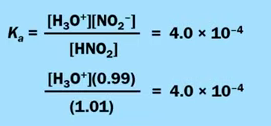 Kₐ = [H₃O⁺][NO₂⁻] / [HNO₂] = 4.0 × 10⁻⁴
[H₃O⁺](0.99) / (1.01) = 4.0 × 10⁻⁴